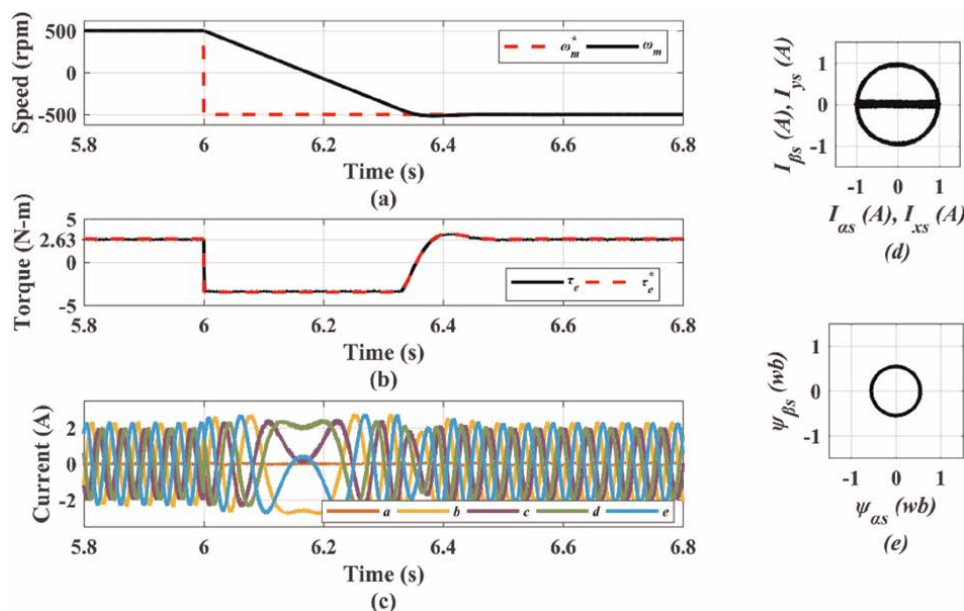 500
0
-500
Speed (rpm)
ω*m ωm
5.8 6 6.2 6.4 6.6 6.8
Time (s)
(a)
5
2.63
0
-5
Torque (N-m)
τe τ*e
5.8 6 6.2 6.4 6.6 6.8
Time (s)
(b)
2
0
-2
Current (A)
a b c d e
5.8 6 6.2 6.4 6.6 6.8
Time (s)
(c)
1
0
-1
Iβs (A), Iys (A)
-1 0 1
Iαs (A), Ixs (A)
(d)
1
0
-1
ψβs (wb)
-1 0 1
ψαs (wb)
(e)